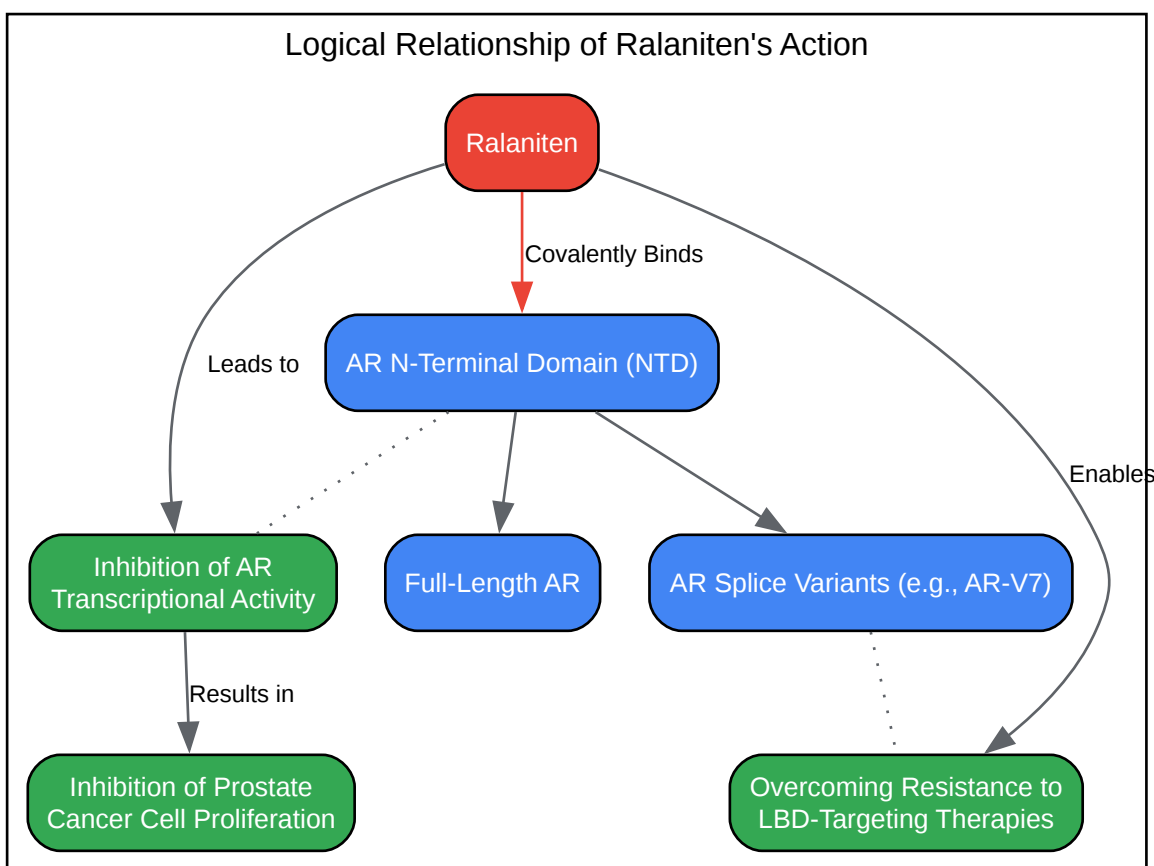 Logical Relationship of Ralaniten's Action
Ralaniten
Covalently Binds
Leads to
AR N-Terminal Domain (NTD)
Enables
Inhibition of AR
Transcriptional Activity
Full-Length AR
AR Splice Variants (e.g., AR-V7)
Results in
Inhibition of Prostate
Cancer Cell Proliferation
Overcoming Resistance to
LBD-Targeting Therapies